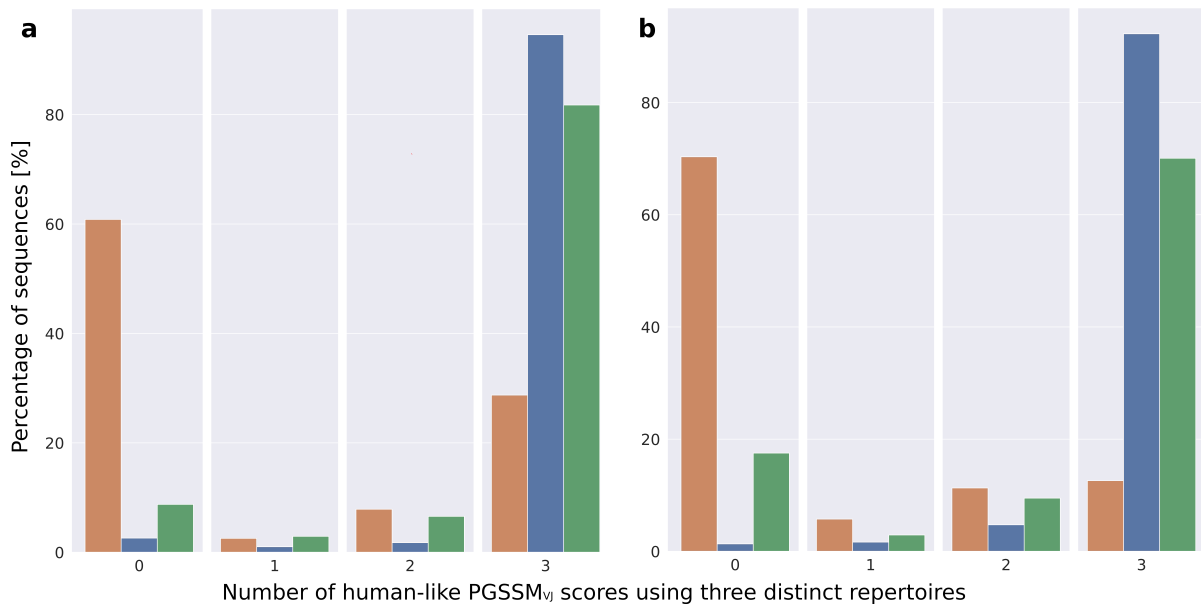 a
b
Percentage of sequences [%]
80
60
40
20
0
80
60
40
20
0
0 1 2 3
0 1 2 3
Number of human-like PGSSMVJ scores using three distinct repertoires